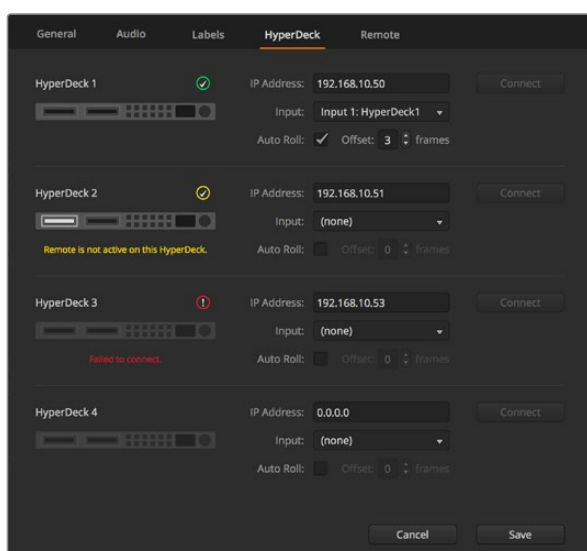 General Audio Labels HyperDeck Remote
HyperDeck 1 IP Address: 192.168.10.50 Connect
Input: Input 1: HyperDeck1
Auto Roll: Offset: 3 frames
HyperDeck 2 IP Address: 192.168.10.51 Connect
Input: (none)
Remote is not active on this HyperDeck. Auto Roll: Offset: 0 frames
HyperDeck 3 IP Address: 192.168.10.53 Connect
Input: (none)
Failed to connect. Auto Roll: Offset: 0 frames
HyperDeck 4 IP Address: 0.0.0.0 Connect
Input: (none)
Auto Roll: Offset: 0 frames
Cancel Save